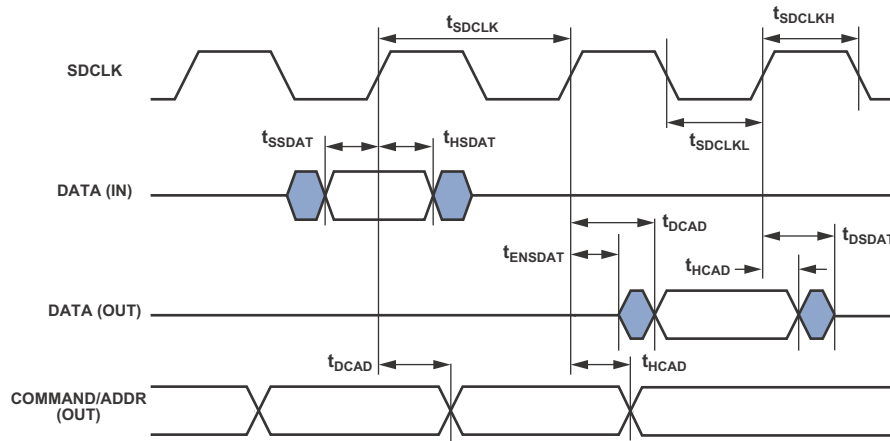 tSDCLK
tSDCLKH
SDCLK
tSSDAT
tHSDAT
tSDCLKL
DATA (IN)
tDCAD
tDSDAT
tENSDAT
tHCAD
DATA (OUT)
tDCAD
tHCAD
COMMAND/ADDR
(OUT)